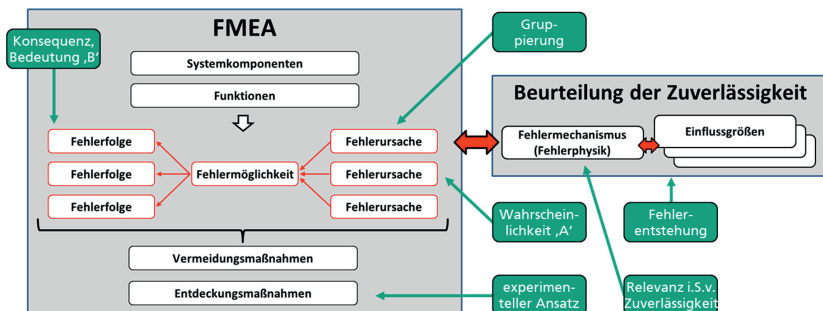 FMEA
Konsequenz,
Bedeutung ‚B‘
Systemkomponenten
Funktionen
Fehlerfolge
Fehlerfolge
Fehlerfolge
Fehlermöglichkeit
Fehlerursache
Fehlerursache
Fehlerursache
Vermeidungsmaßnahmen
Entdeckungsmaßnahmen
Grup-
pierung
Beurteilung der Zuverlässigkeit
Fehlermechanismus
(Fehlerphysik)
Einflussgrößen
Wahrschein-
lichkeit ‚A‘
Fehler-
entstehung
experimen-
teller Ansatz
Relevanz i.S.v.
Zuverlässigkeit